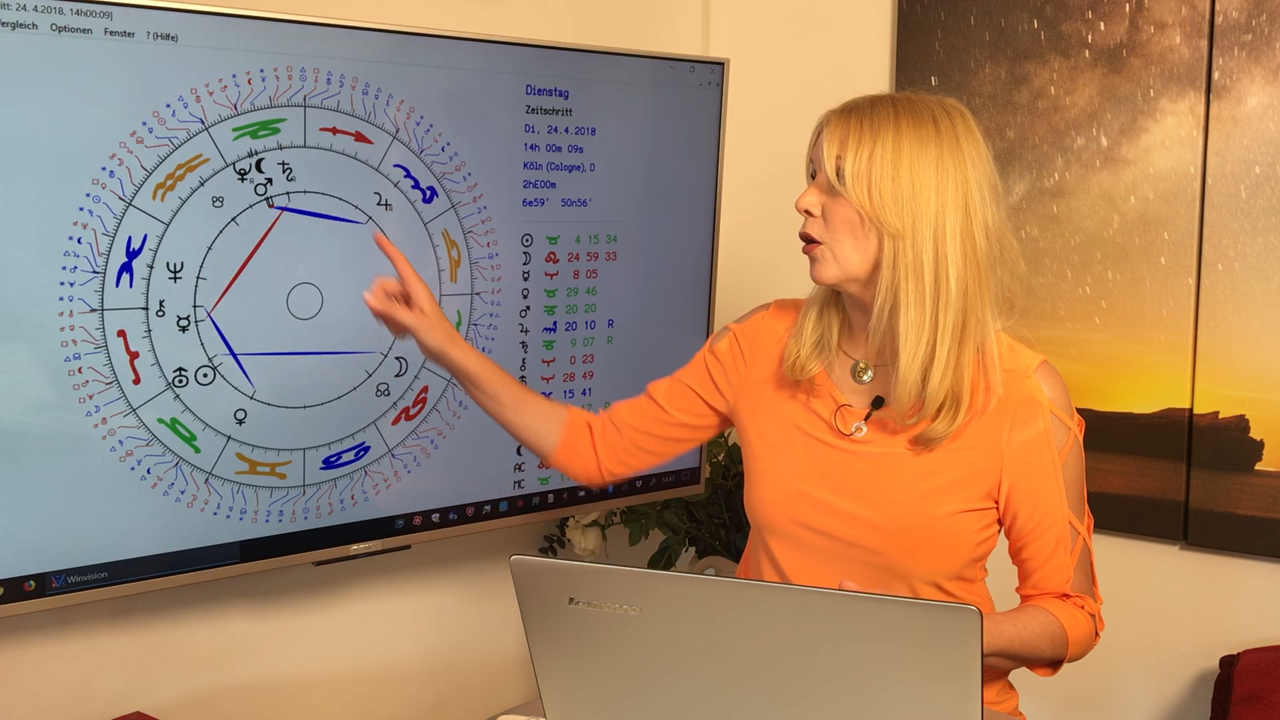 itt: 24. 4.2018, 14h00:09]
ergleich Optionen Fenster ? (Hilfe)
Dienstag
Zeitschritt
Di, 24.4.2018
14h 00m 09s
Köln (Cologne), D
2hE00m
6e59' 50n56'
☉ ♉ 4 15 34
☽ ♌ 24 59 33
☿ ♈ 8 05
♀ ♉ 29 46
♂ ♑ 20 20
♃ ♏ 20 10 R
♄ ♑ 9 07 R
⚷ ♈ 0 23
♈ 28 49
♓ 15 41
AC
MC
Winvision
Lenovo